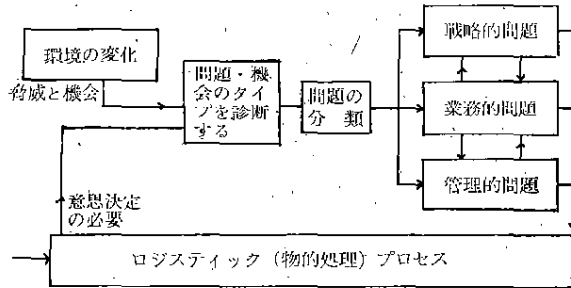 環境の変化
脅威と機会
問題・機
会のタイ
プを診断
する
問題の
分類
戦略的問題
業務的問題
管理的問題
意思決定
の必要
ロジスティック（物的処理）プロセス